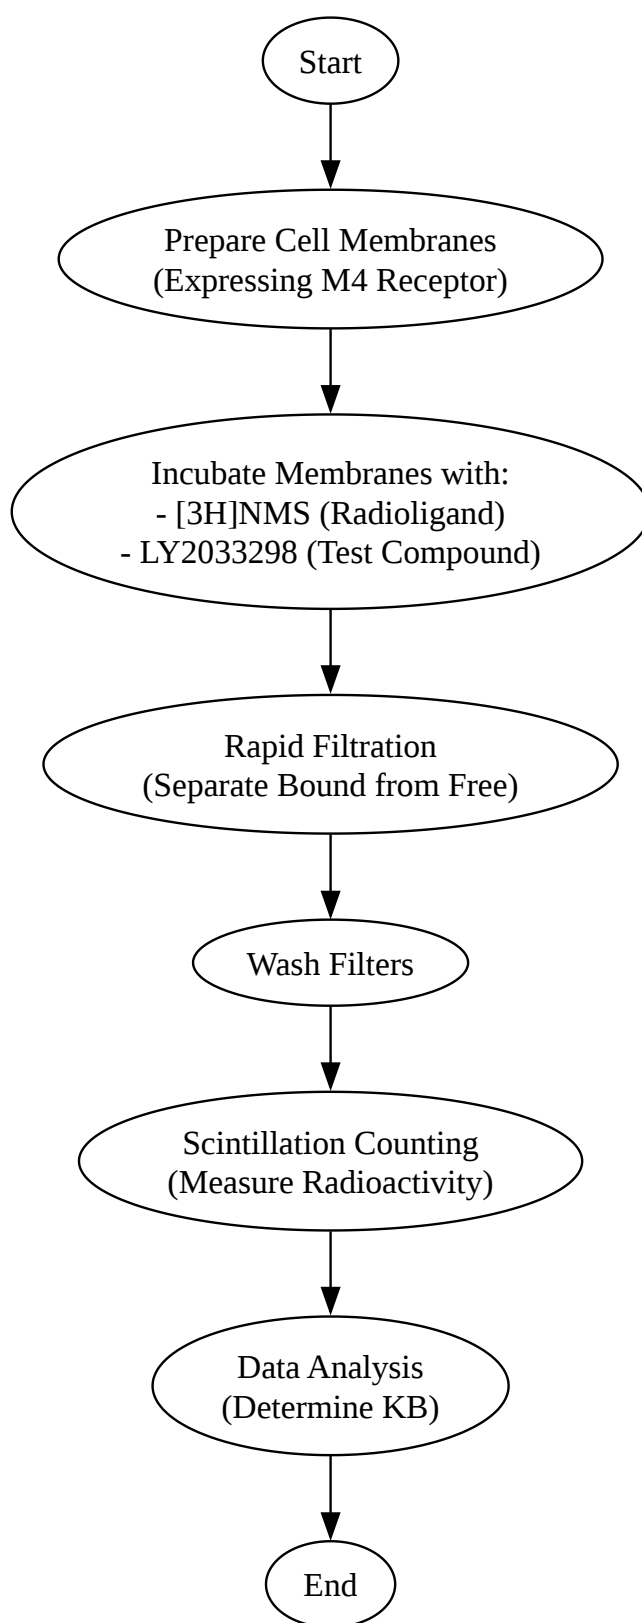 Start
Prepare Cell Membranes
(Expressing M4 Receptor)
Incubate Membranes with:
- [3H]NMS (Radioligand)
- LY2033298 (Test Compound)
Rapid Filtration
(Separate Bound from Free)
Wash Filters
Scintillation Counting
(Measure Radioactivity)
Data Analysis
(Determine KB)
End